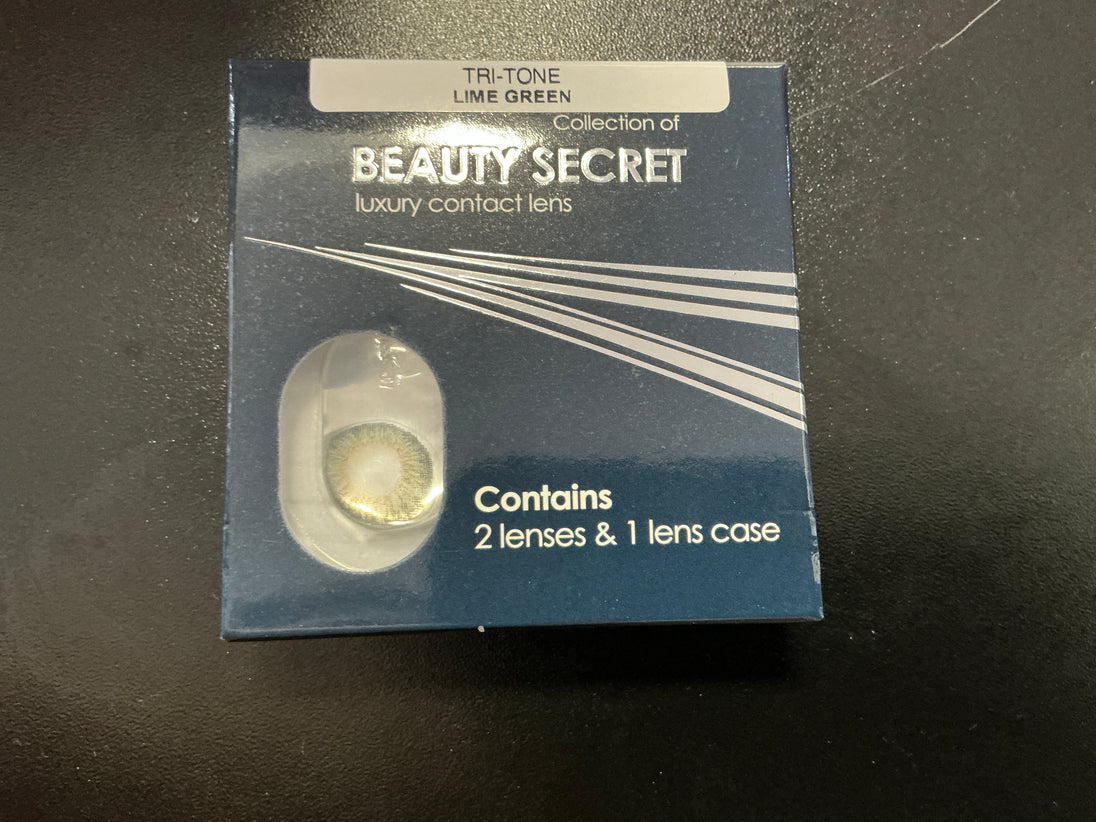 TRI-TONE
LIME GREEN
Collection of
BEAUTY SECRET
luxury contact lens
Contains
2 lenses & 1 lens case